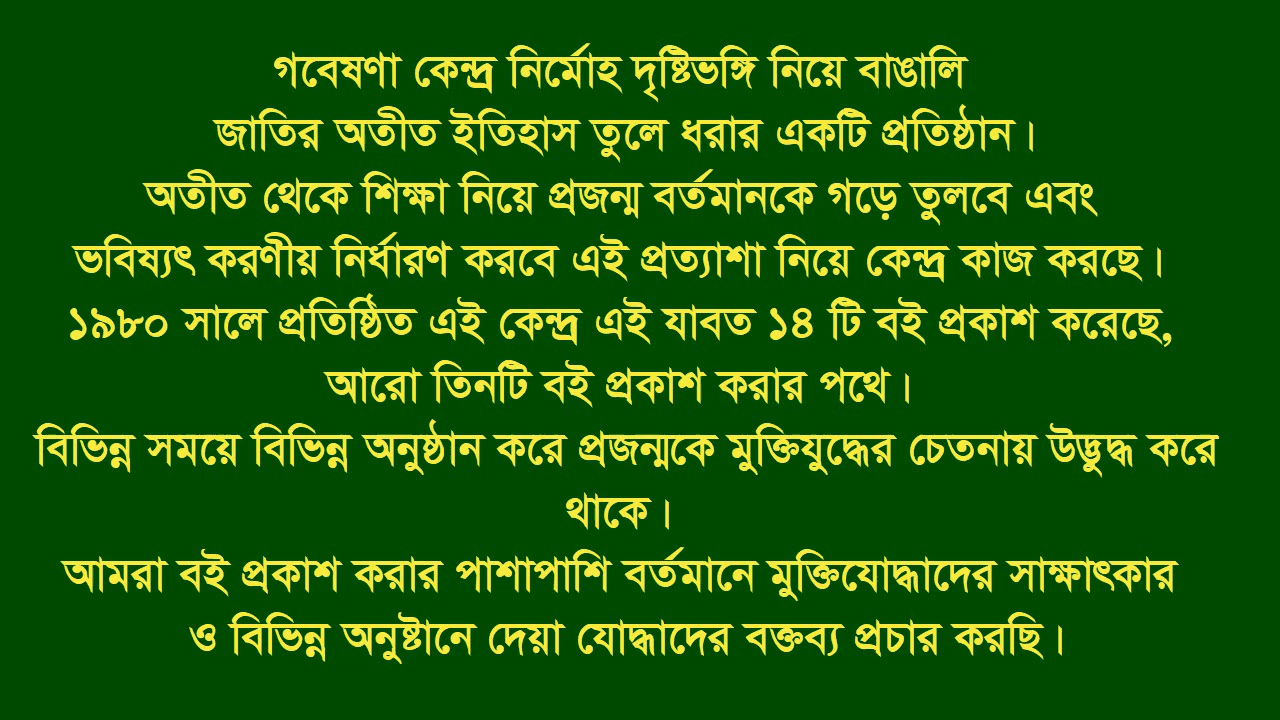 গবেষণা কেন্দ্র নির্মোহ দৃষ্টিভঙ্গি নিয়ে বাঙালি
জাতির অতীত ইতিহাস তুলে ধরার একটি প্রতিষ্ঠান।
অতীত থেকে শিক্ষা নিয়ে প্রজন্ম বর্তমানকে গড়ে তুলবে এবং
ভবিষ্যৎ করণীয় নির্ধারণ করবে এই প্রত্যাশা নিয়ে কেন্দ্র কাজ করছে।
১৯৮০ সালে প্রতিষ্ঠিত এই কেন্দ্র এই যাবত ১৪ টি বই প্রকাশ করেছে,
আরো তিনটি বই প্রকাশ করার পথে।
বিভিন্ন সময়ে বিভিন্ন অনুষ্ঠান করে প্রজন্মকে মুক্তিযুদ্ধের চেতনায় উদ্ভুদ্ধ করে
থাকে।
আমরা বই প্রকাশ করার পাশাপাশি বর্তমানে মুক্তিযোদ্ধাদের সাক্ষাৎকার
ও বিভিন্ন অনুষ্টানে দেয়া যোদ্ধাদের বক্তব্য প্রচার করছি।